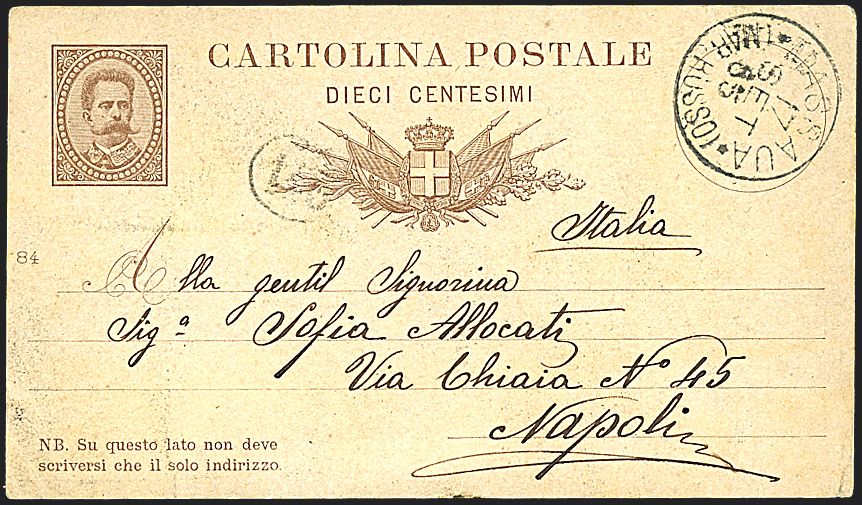 CARTOLINA POSTALE
DIECI CENTESIMI
Italia
84
Alla gentil Signorina
Sig.ª Sofia Allocati
Via Chiaia Nº 45
Napoli
NB. Su questo lato non deve
scriversi che il solo indirizzo.